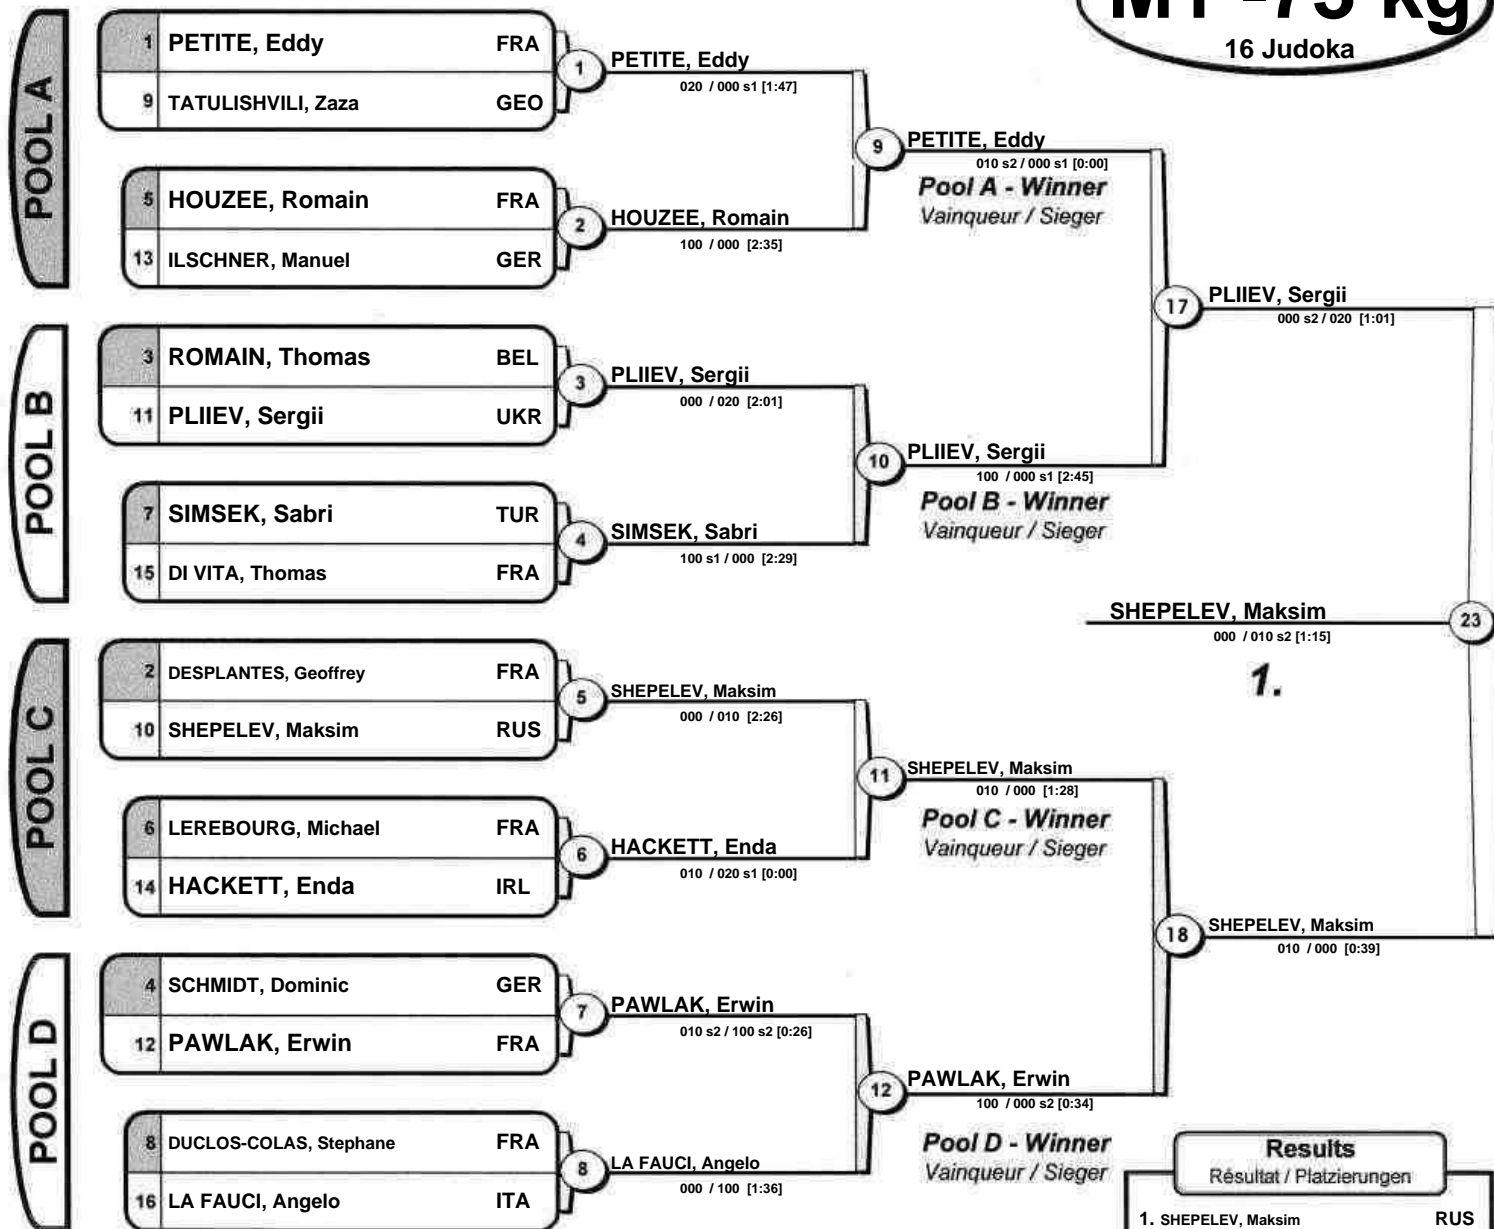 M1 -73 kg
16 Judoka
POOL A
1 PETITE, Eddy FRA
9 TATULISHVILI, Zaza GEO
1
PETITE, Eddy
020 / 000 s1 [1:47]
5 HOUZEE, Romain FRA
13 ILSCHNER, Manuel GER
2
HOUZEE, Romain
100 / 000 [2:35]
9
PETITE, Eddy
010 s2 / 000 s1 [0:00]
Pool A - Winner
Vainqueur / Sieger
POOL B
3 ROMAIN, Thomas BEL
11 PLIIEV, Sergii UKR
3
PLIIEV, Sergii
000 / 020 [2:01]
7 SIMSEK, Sabri TUR
15 DI VITA, Thomas FRA
4
SIMSEK, Sabri
100 s1 / 000 [2:29]
10
PLIIEV, Sergii
100 / 000 s1 [2:45]
Pool B - Winner
Vainqueur / Sieger
17
PLIIEV, Sergii
000 s2 / 020 [1:01]
POOL C
2 DESPLANTES, Geoffrey FRA
10 SHEPELEV, Maksim RUS
5
SHEPELEV, Maksim
000 / 010 [2:26]
6 LEREBOURG, Michael FRA
14 HACKETT, Enda IRL
6
HACKETT, Enda
010 / 020 s1 [0:00]
11
SHEPELEV, Maksim
010 / 000 [1:28]
Pool C - Winner
Vainqueur / Sieger
POOL D
4 SCHMIDT, Dominic GER
12 PAWLAK, Erwin FRA
7
PAWLAK, Erwin
010 s2 / 100 s2 [0:26]
8 DUCLOS-COLAS, Stephane FRA
16 LA FAUCI, Angelo ITA
8
LA FAUCI, Angelo
000 / 100 [1:36]
12
PAWLAK, Erwin
100 / 000 s2 [0:34]
Pool D - Winner
Vainqueur / Sieger
18
SHEPELEV, Maksim
010 / 000 [0:39]
23
SHEPELEV, Maksim
000 / 010 s2 [1:15]
1.
Results
Résultat / Platzierungen
1. SHEPELEV, Maksim RUS